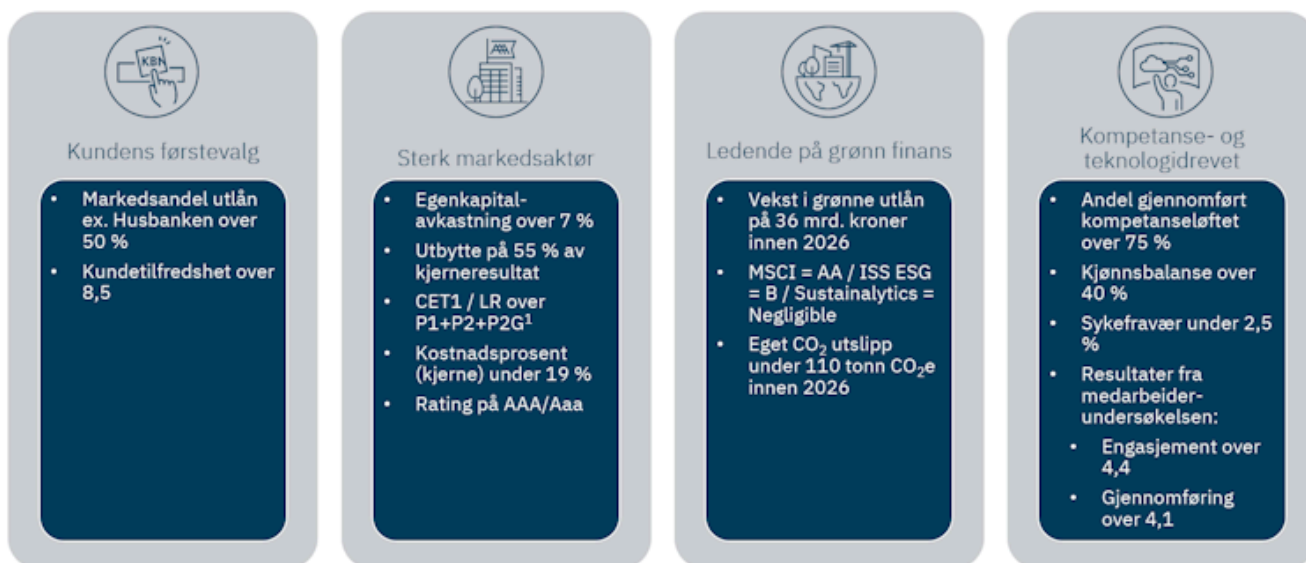 KBN
Kundens førstevalg
• Markedsandel utlån
ex. Husbanken over
50 %
• Kundetilfredshet over
8,5
AAA
Sterk markedsaktør
• Egenkapital-
avkastning over 7 %
• Utbytte på 55 % av
kjerneresultat
• CET1 / LR over
P1+P2+P2G¹
• Kostnadsprosent
(kjerne) under 19 %
• Rating på AAA/Aaa
Ledende på grønn finans
• Vekst i grønne utlån
på 36 mrd. kroner
innen 2026
• MSCI = AA / ISS ESG
= B / Sustainalytics =
Negligible
• Eget CO₂ utslipp
under 110 tonn CO₂e
innen 2026
Kompetanse- og
teknologidrevet
• Andel gjennomført
kompetanseløftet
over 75 %
• Kjønnsbalanse over
40 %
• Sykefravær under 2,5
%
• Resultater fra
medarbeider-
undersøkelsen:
• Engasjement over
4,4
• Gjennomføring
over 4,1